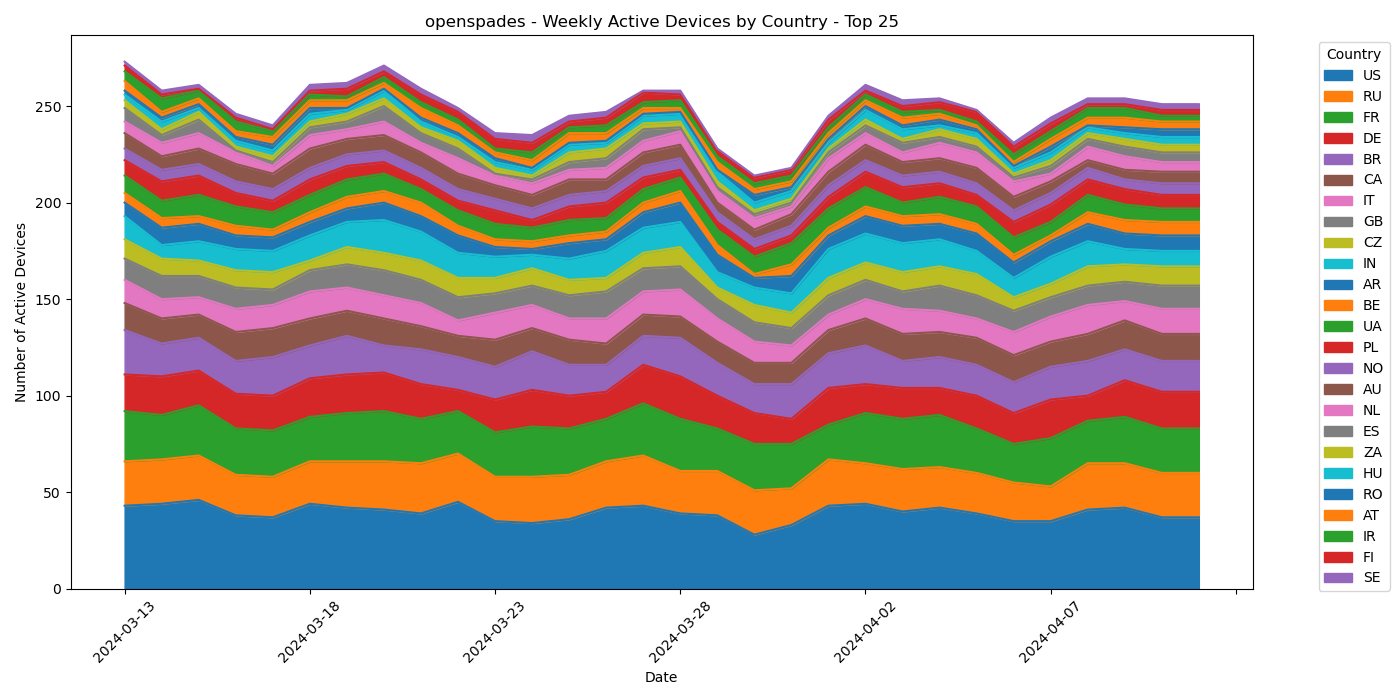 openspades - Weekly Active Devices by Country - Top 25
Number of Active Devices
250
200
150
100
50
0
2024-03-13
2024-03-18
2024-03-23
2024-03-28
2024-04-02
2024-04-07
Date
Country
US
RU
FR
DE
BR
CA
IT
GB
CZ
IN
AR
BE
UA
PL
NO
AU
NL
ES
ZA
HU
RO
AT
IR
FI
SE